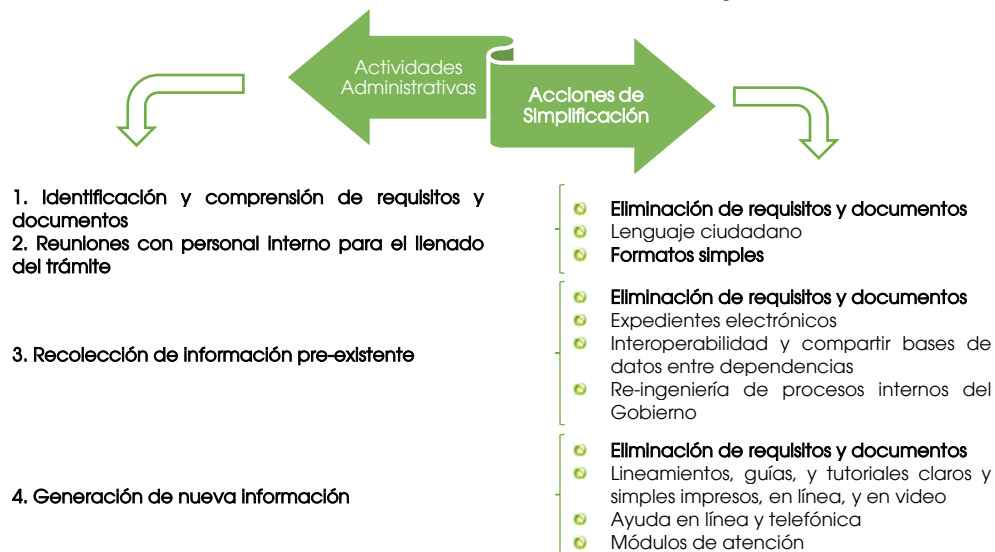 Actividades
Administrativas
Acciones de
Simplificación
1. Identificación y comprensión de requisitos y
documentos
2. Reuniones con personal interno para el llenado
del trámite
Eliminación de requisitos y documentos
Lenguaje ciudadano
Formatos simples
3. Recolección de información pre-existente
Eliminación de requisitos y documentos
Expedientes electrónicos
Interoperabilidad y compartir bases de
datos entre dependencias
Re-ingeniería de procesos internos del
Gobierno
4. Generación de nueva información
Eliminación de requisitos y documentos
Lineamientos, guías, y tutoriales claros y
simples impresos, en línea, y en video
Ayuda en línea y telefónica
Módulos de atención